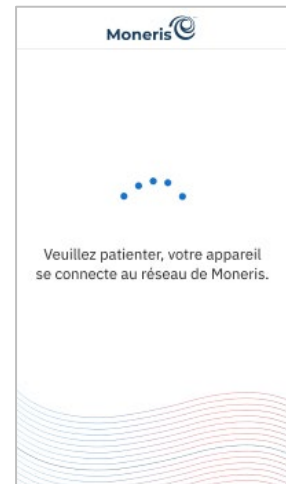 Moneris
Veuillez patienter, votre appareil
se connecte au réseau de Moneris.